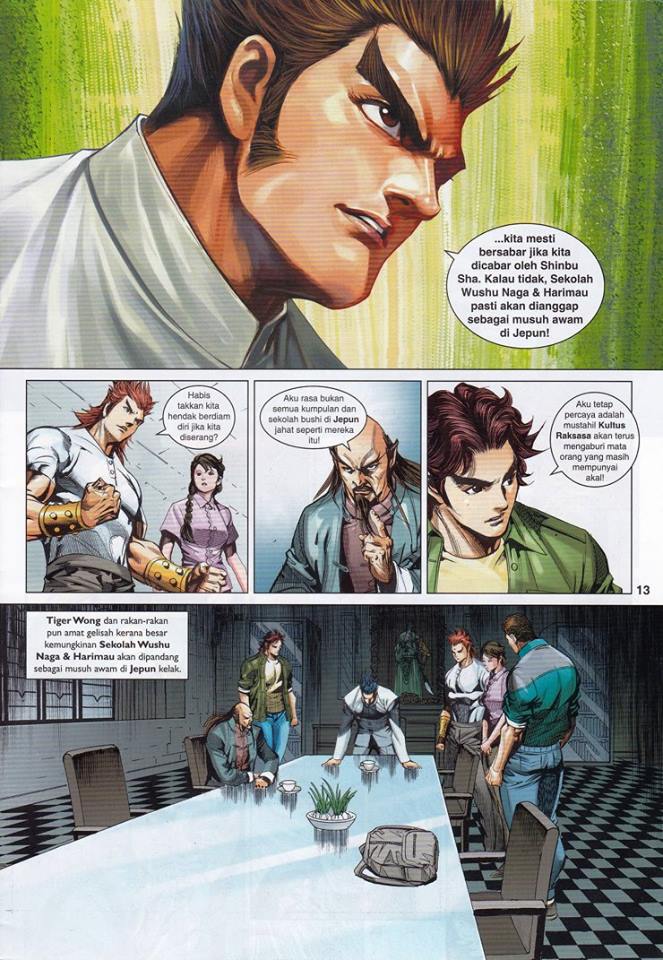 ...kita mesti
bersabar jika kita
dicabar oleh Shinbu
Sha. Kalau tidak, Sekolah
Wushu Naga & Harimau
pasti akan dianggap
sebagai musuh awam
di Jepun!
Habis
takkan kita
hendak berdiam
diri jika kita
diserang?
Aku rasa bukan
semua kumpulan dan
sekolah bushi di Jepun
jahat seperti mereka
itu!
Aku tetap
percaya adalah
mustahil Kultus
Raksasa akan terus
mengaburi mata
orang yang masih
mempunyai
akal!
13
Tiger Wong dan rakan-rakan
pun amat gelisah kerana besar
kemungkinan Sekolah Wushu
Naga & Harimau akan dipandang
sebagai musuh awam di Jepun kelak.